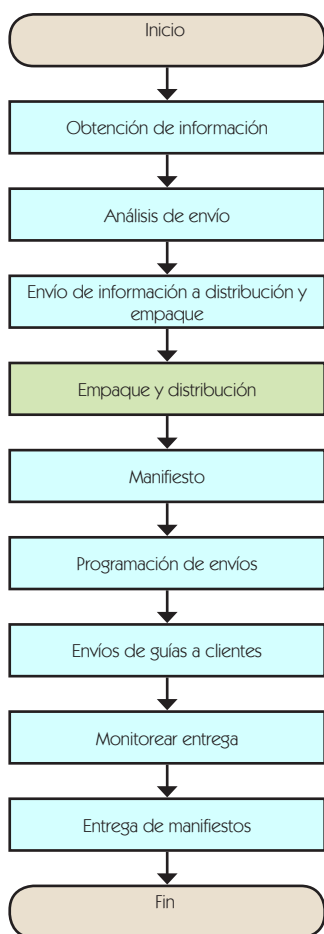 Inicio
Obtención de información
Análisis de envío
Envío de información a distribución y
empaque
Empaque y distribución
Manifiesto
Programación de envíos
Envíos de guías a clientes
Monitorear entrega
Entrega de manifiestos
Fin